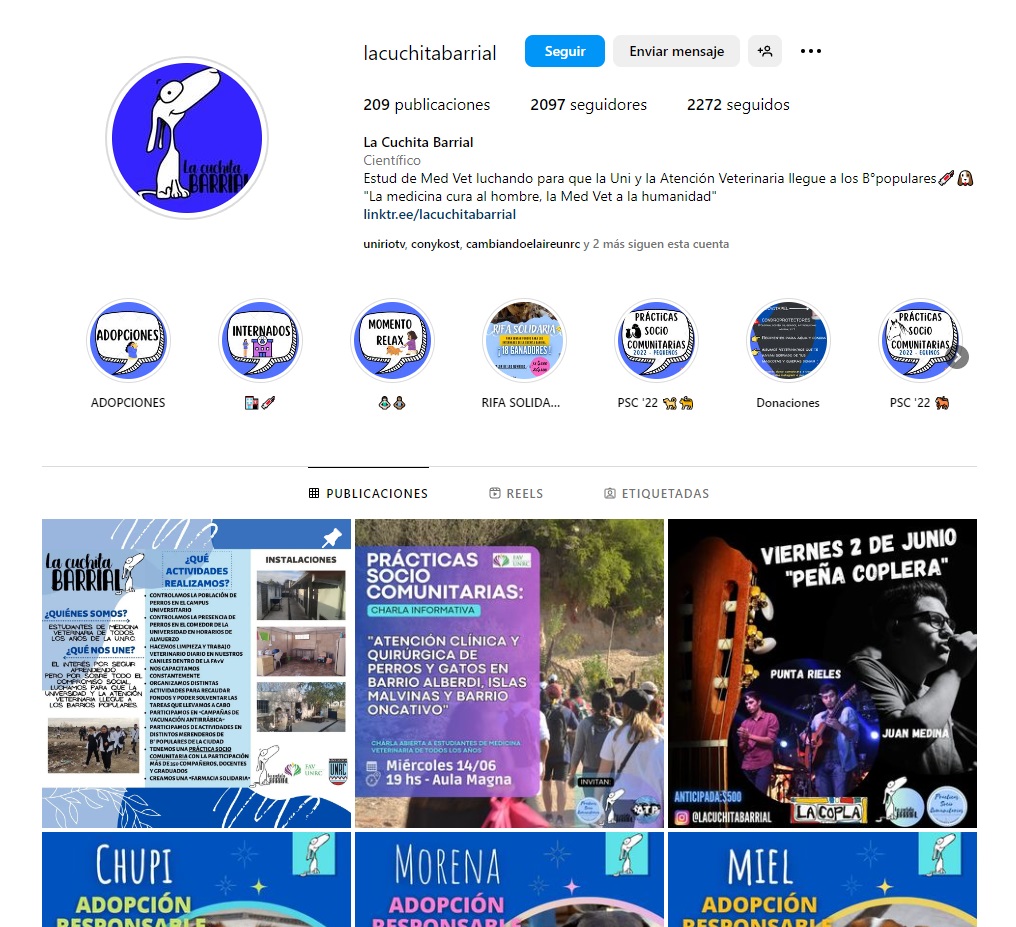 lacuchitabarrial
Seguir
Enviar mensaje
209 publicaciones
2097 seguidores
2272 seguidos
La cuchita
BARRIAL
La Cuchita Barrial
Científico
Estud de Med Vet luchando para que la Uni y la Atención Veterinaria llegue a los B°populares
"La medicina cura al hombre, la Med Vet a la humanidad"
linktr.ee/lacuchitabarrial
uniriotv, conykost, cambiandoelaireunrc y 2 más siguen esta cuenta
ADOPCIONES
INTERNADOS
MOMENTO
RELAX
RIFA SOLIDARIA
¡ 18 GANADORES !
PRÁCTICAS
SOCIO
COMUNITARIAS
2022 - PEQUEÑOS
PRÁCTICAS
SOCIO
COMUNITARIAS
2022 - EQUINOS
ADOPCIONES
RIFA SOLIDA...
PSC '22
Donaciones
PSC '22
PUBLICACIONES
REELS
ETIQUETADAS
La cuchita
BARRIAL
¿QUIÉNES SOMOS?
ESTUDIANTES DE MEDICINA
VETERINARIA DE TODOS
LOS AÑOS DE LA U.N.R.C.
¿QUÉ NOS UNE?
EL INTERÉS POR SEGUIR
APRENDIENDO
PERO POR SOBRE TODO EL
COMPROMISO SOCIAL,
LUCHAMOS PARA QUE LA
UNIVERSIDAD Y LA ATENCIÓN
VETERINARIA LLEGUE A
LOS BARRIOS POPULARES
¿QUÉ
ACTIVIDADES
REALIZAMOS?
CONTROLAMOS LA POBLACIÓN
DE PERROS EN EL CAMPUS
UNIVERSITARIO
CONTROLAMOS LA PRESENCIA
DE PERROS EN EL COMEDOR DE LA
UNIVERSIDAD EN HORARIOS DE
ALMUERZO
HACEMOS LIMPIEZA Y TRABAJO
VETERINARIO DIARIO EN NUESTROS
CANILES DENTRO DE LA FAvV
NOS CAPACITAMOS
CONSTANTEMENTE
ORGANIZAMOS DISTINTAS
ACTIVIDADES PARA RECAUDAR
FONDOS Y PODER SOLVENTAR LAS
TAREAS QUE LLEVAMOS A CABO
PARTICIPAMOS EN "CAMPAÑAS DE
VACUNACIÓN ANTIRRÁBICA"
PARTICIPAMOS DE ACTIVIDADES EN
DISTINTOS MERENDEROS DE
B° POPULARES DE LA CIUDAD
TENEMOS UNA PRÁCTICA SOCIO
COMUNITARIA CON LA PARTICIPACIÓN
MÁS DE 150 COMPAÑEROS, DOCENTES
Y GRADUADOS
CREAMOS UNA "FARMACIA SOLIDARIA"
INSTALACIONES
FAV
UNRC
UNRC
PRÁCTICAS
SOCIO
COMUNITARIAS:
FAV
UNRC
CHARLA INFORMATIVA
"ATENCIÓN CLÍNICA Y
QUIRÚRGICA DE
PERROS Y GATOS EN
BARRIO ALBERDI, ISLAS
MALVINAS Y BARRIO
ONCATIVO"
CHARLA ABIERTA A ESTUDIANTES DE MEDICINA
VETERINARIA DE TODOS LOS AÑOS
Miércoles 14/06
19 hs - Aula Magna
INVITAN:
VIERNES 2 DE JUNIO
"PEÑA COPLERA"
PUNTA RIELES
JUAN MEDINA
ANTICIPADA:$500
LA COPLA
@LACUCHITABARRIAL
CHUPI
ADOPCIÓN
RESPONSABLE
MORENA
ADOPCIÓN
RESPONSABLE
MIEL
ADOPCIÓN
RESPONSABLE